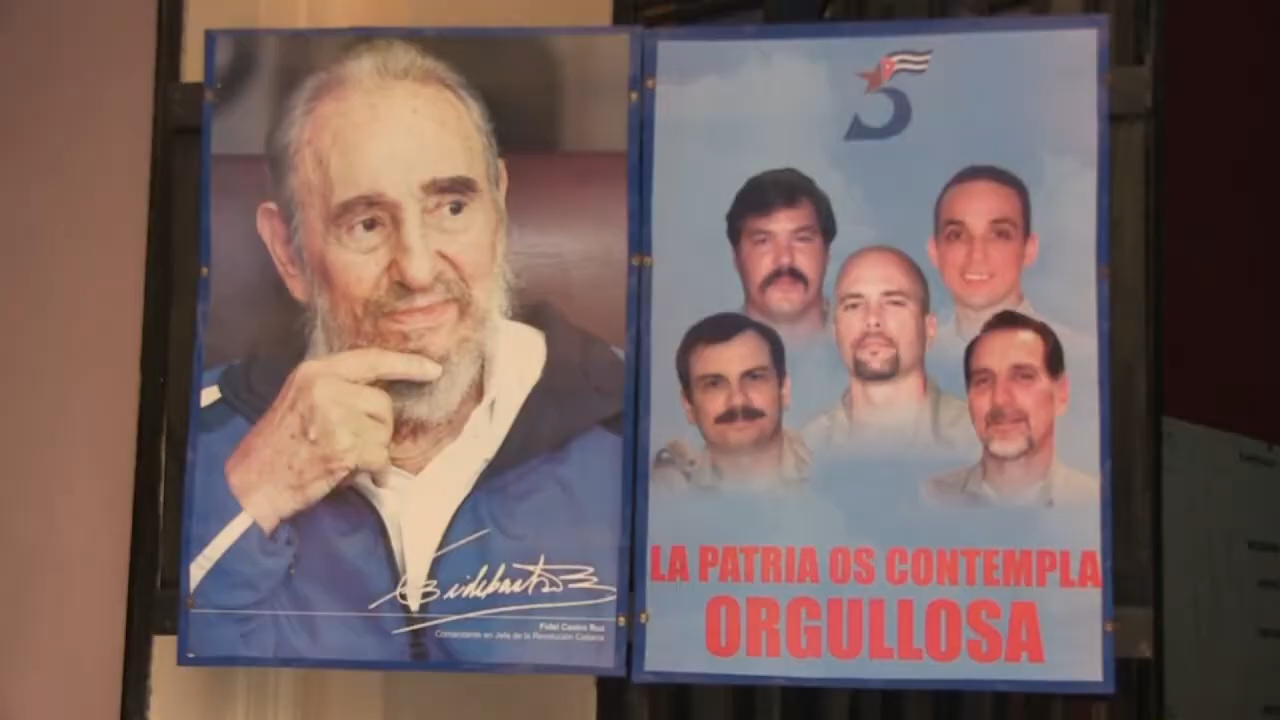 Fidel Castro Ruz
Comandante en Jefe de la Revolución Cubana
5
LA PATRIA OS CONTEMPLA
ORGULLOSA